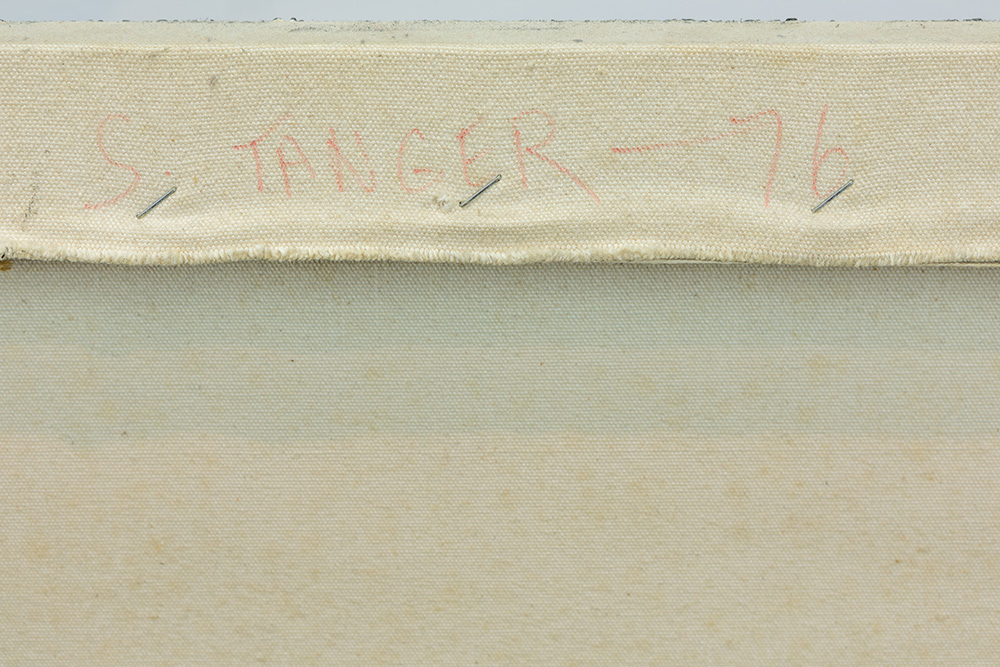 S. TANGER — 76